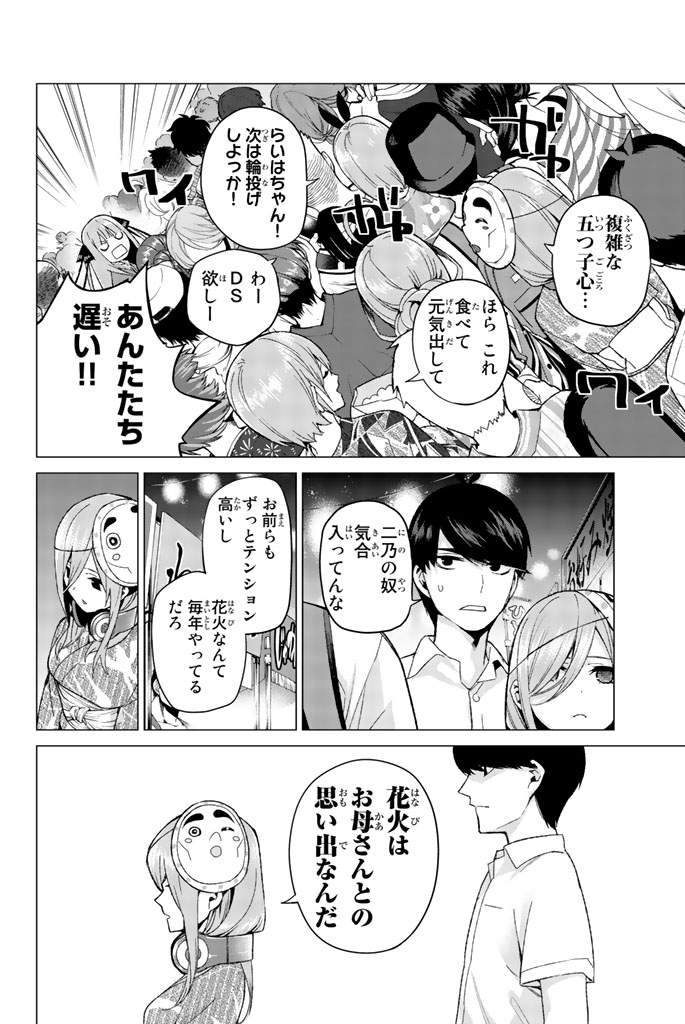 複雑な
五つ子心…
ほら これ
食べて
元気出して
らいはちゃん!
次は輪投げ
しよっか!
わー
DS
欲しー
あんたたち
遅い!!
ガヤ
ガヤ
ワイ
ワイ
二乃の奴
気合
入ってんな
お前らも
ずっとテンション
高いし
花火なんて
毎年やってる
だろ
花火は
お母さんとの
思い出なんだ